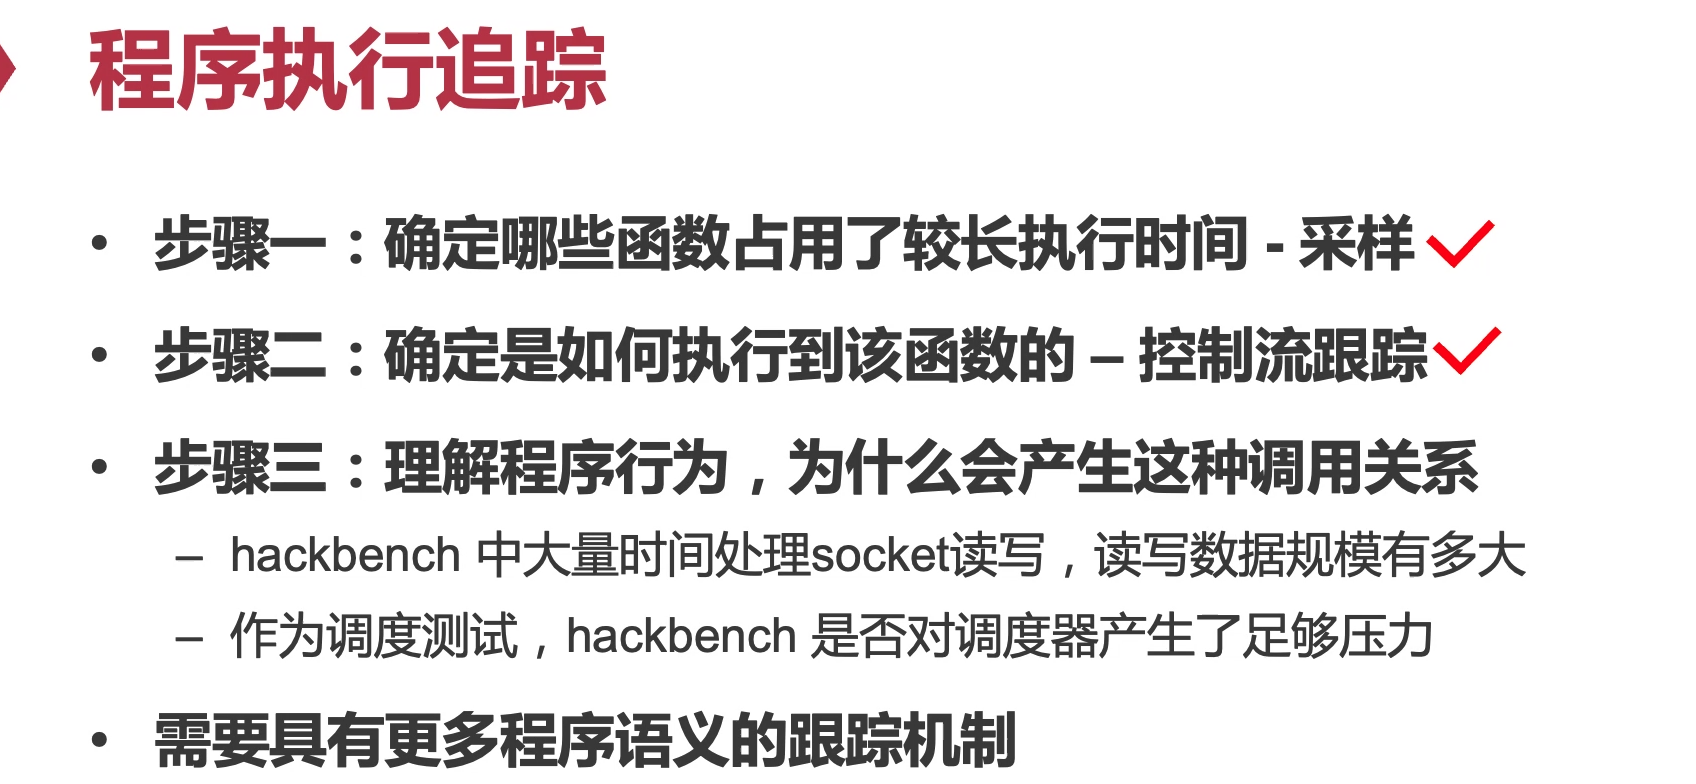 程序执行追踪
• 步骤一：确定哪些函数占用了较长执行时间 - 采样
• 步骤二：确定是如何执行到该函数的 – 控制流跟踪
• 步骤三：理解程序行为，为什么会产生这种调用关系
– hackbench 中大量时间处理socket读写，读写数据规模有多大
– 作为调度测试，hackbench 是否对调度器产生了足够压力
• 需要具有更多程序语义的跟踪机制